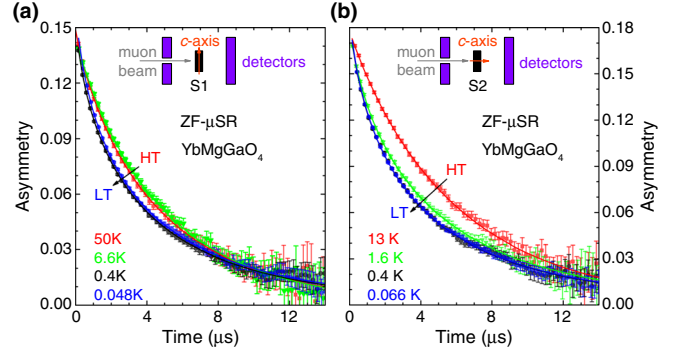 (a)
0.15
0.12
0.09
0.06
0.03
0.00
Asymmetry
muon
beam
c-axis
S1
detectors
ZF-μSR
YbMgGaO4
HT
LT
50K
6.6K
0.4K
0.048K
0
4
8
12
Time (μs)
(b)
muon
beam
c-axis
S2
detectors
ZF-μSR
YbMgGaO4
HT
LT
13 K
1.6 K
0.4 K
0.066 K
0
4
8
12
Time (μs)
0.18
0.15
0.12
0.09
0.06
0.03
0.00
Asymmetry